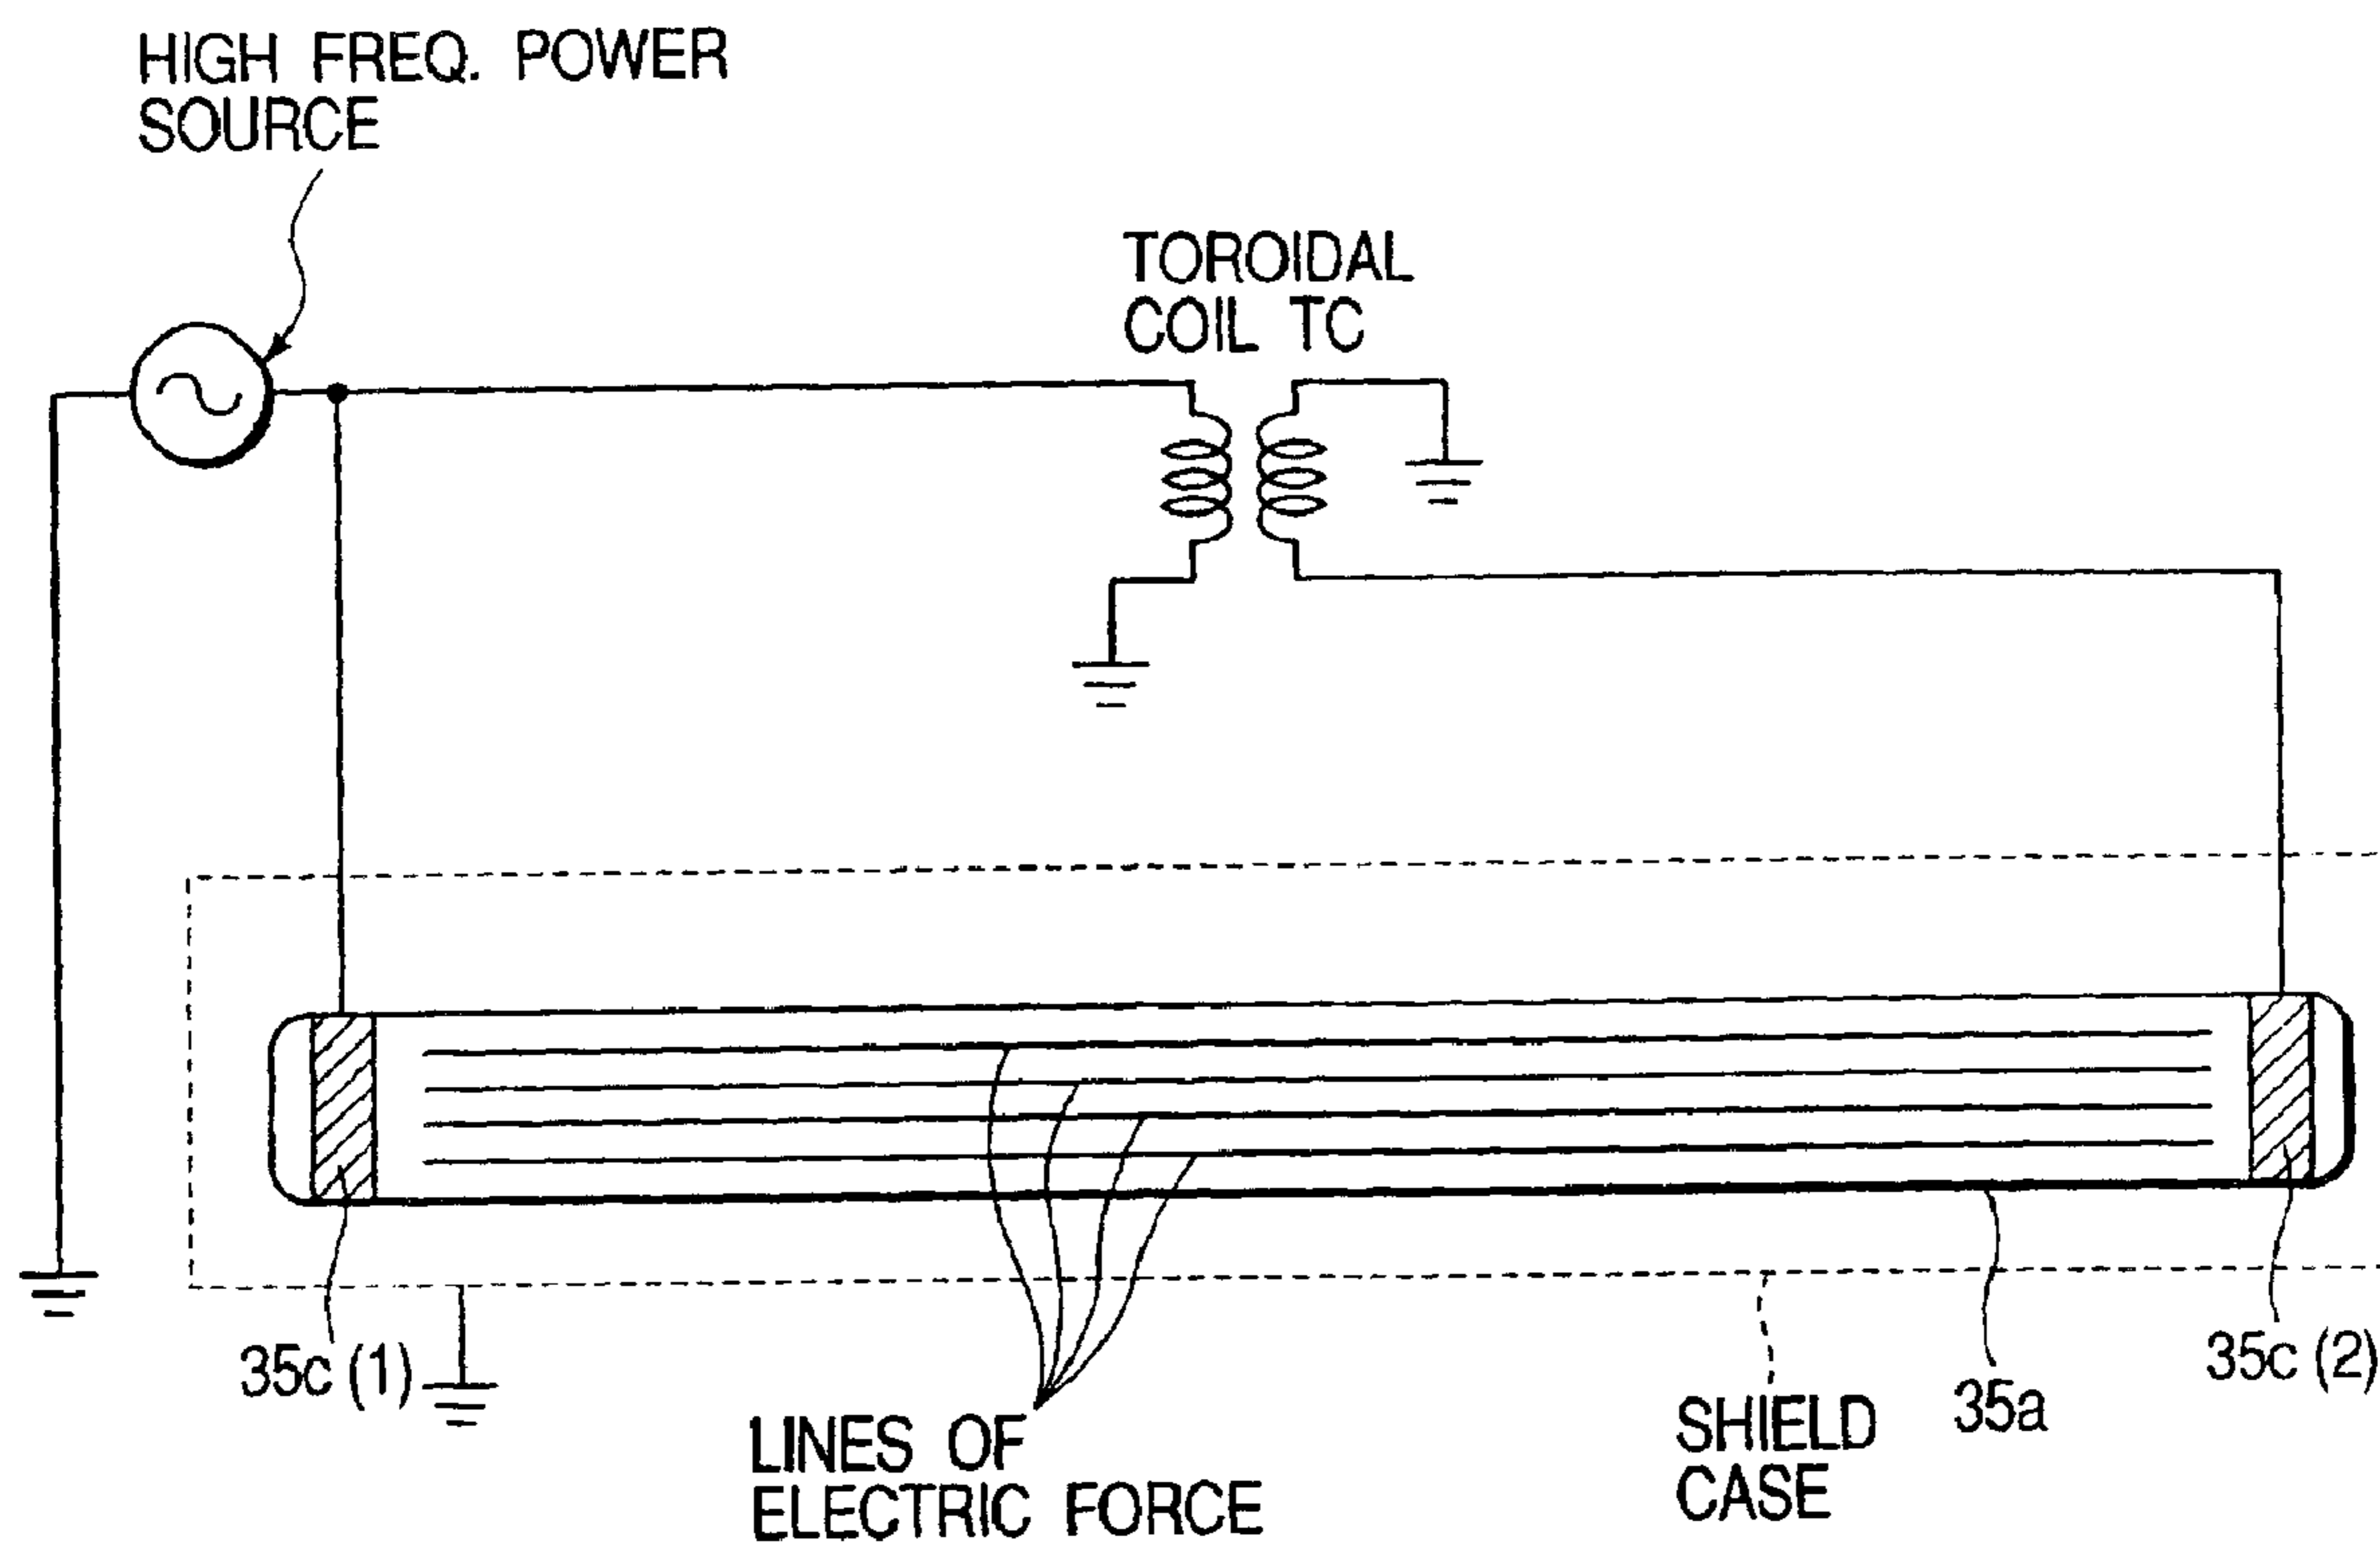 HIGH FREQ. POWER
SOURCE
TOROIDAL
COIL TC
35c (1)
LINES OF
ELECTRIC FORCE
SHIELD
CASE
35a
35c (2)